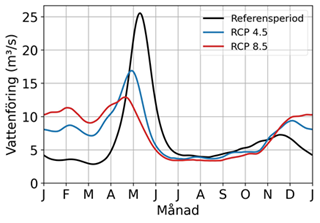 Vattenföring (m³/s)
25
20
15
10
5
0
Referensperiod
RCP 4.5
RCP 8.5
J F M A M J J A S O N D J
Månad